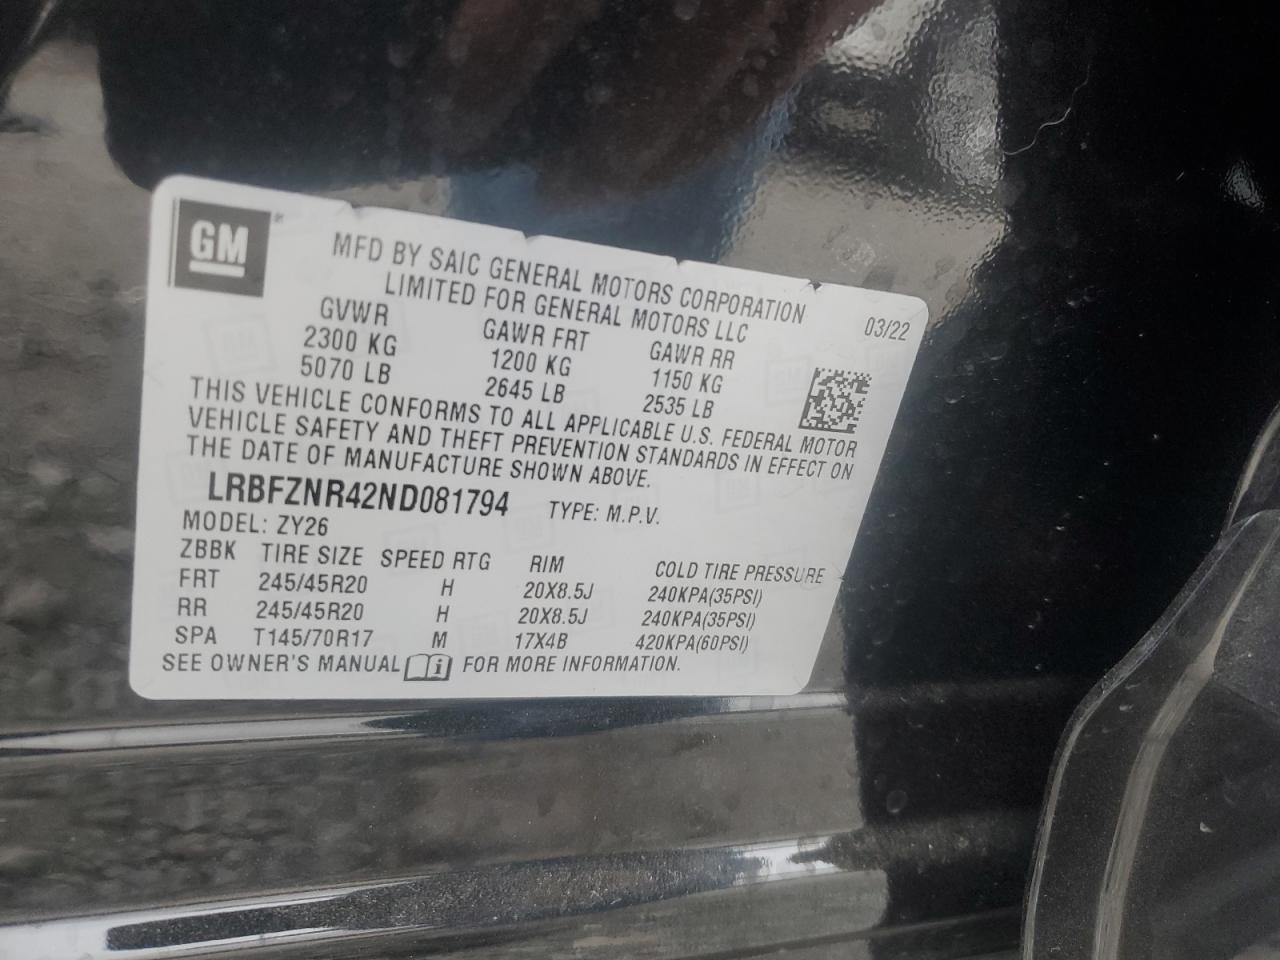 GM
MFD BY SAIC GENERAL MOTORS CORPORATION
LIMITED FOR GENERAL MOTORS LLC
03/22
GVWR GAWR FRT GAWR RR
2300 KG 1200 KG 1150 KG
5070 LB 2645 LB 2535 LB
THIS VEHICLE CONFORMS TO ALL APPLICABLE U.S. FEDERAL MOTOR
VEHICLE SAFETY AND THEFT PREVENTION STANDARDS IN EFFECT ON
THE DATE OF MANUFACTURE SHOWN ABOVE.
LRBFZNR42ND081794 TYPE: M.P.V.
MODEL: ZY26
ZBBK TIRE SIZE SPEED RTG RIM COLD TIRE PRESSURE
FRT 245/45R20 H 20X8.5J 240KPA(35PSI)
RR 245/45R20 H 20X8.5J 240KPA(35PSI)
SPA T145/70R17 M 17X4B 420KPA(60PSI)
SEE OWNER'S MANUAL i FOR MORE INFORMATION.